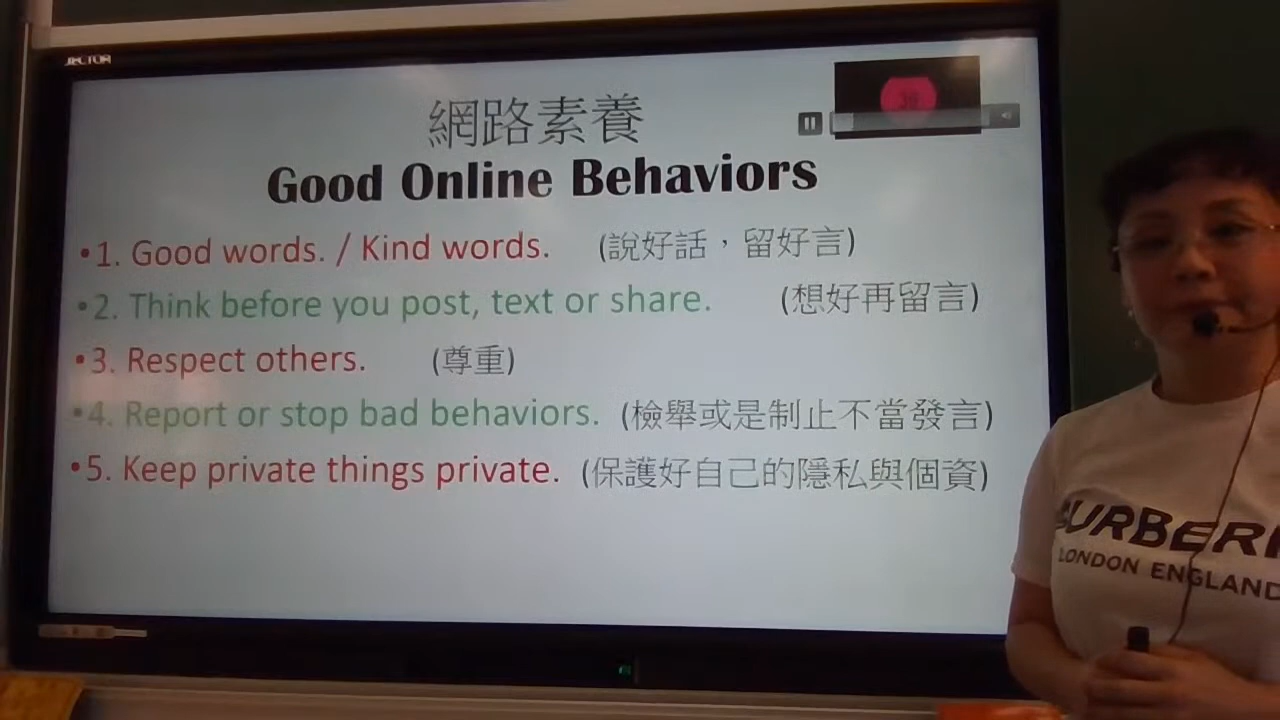 VECTOR
網路素養
Good Online Behaviors
•1. Good words. / Kind words. (說好話，留好言)
•2. Think before you post, text or share. (想好再留言)
•3. Respect others. (尊重)
•4. Report or stop bad behaviors. (檢舉或是制止不當發言)
•5. Keep private things private. (保護好自己的隱私與個資)
BURBERR
LONDON ENGLAND